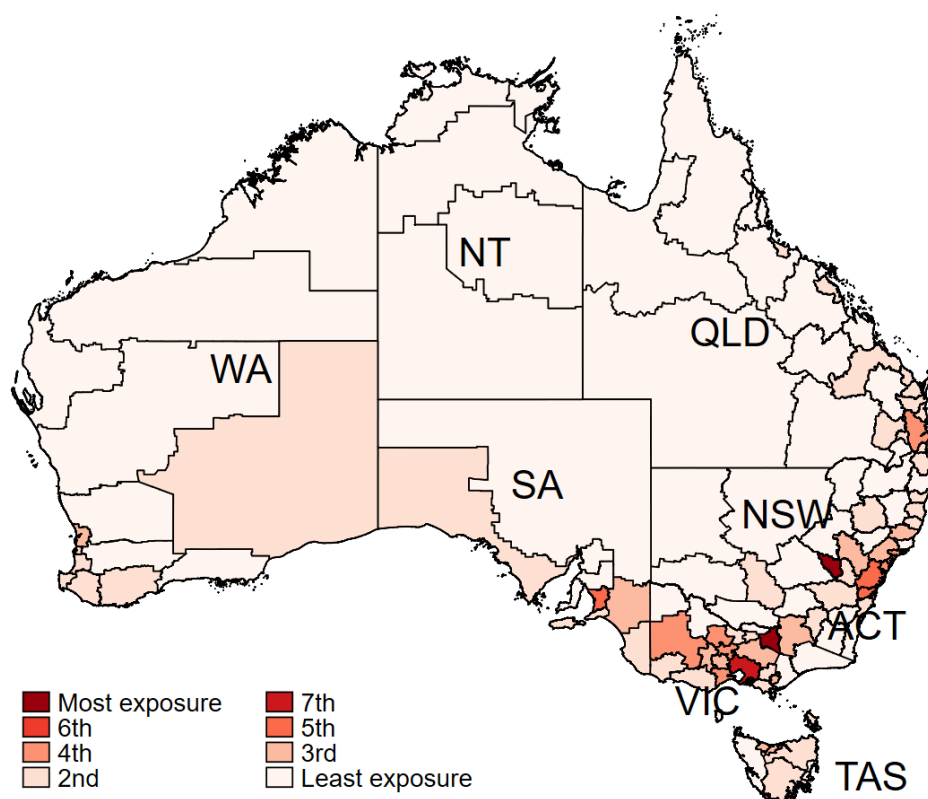 NT
QLD
WA
SA
NSW
ACT
VIC
TAS
Most exposure
7th
6th
5th
4th
3rd
2nd
Least exposure